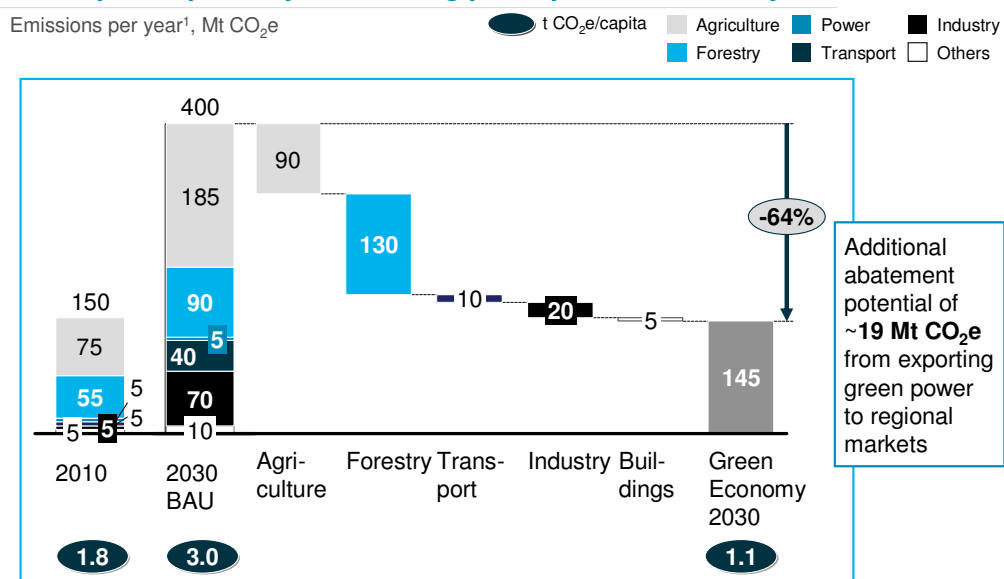 Emissions per year¹, Mt CO₂e
t CO₂e/capita
Agriculture
Power
Industry
Forestry
Transport
Others
400
90
185
-64%
130
Additional
abatement
potential of
~19 Mt CO₂e
from exporting
green power
to regional
markets
90
150
10
20
5
5
75
40
145
55
5
5
70
5
5
10
2010
2030
BAU
Agri-
culture
Forestry
Trans-
port
Industry
Buil-
dings
Green
Economy
2030
1.8
3.0
1.1